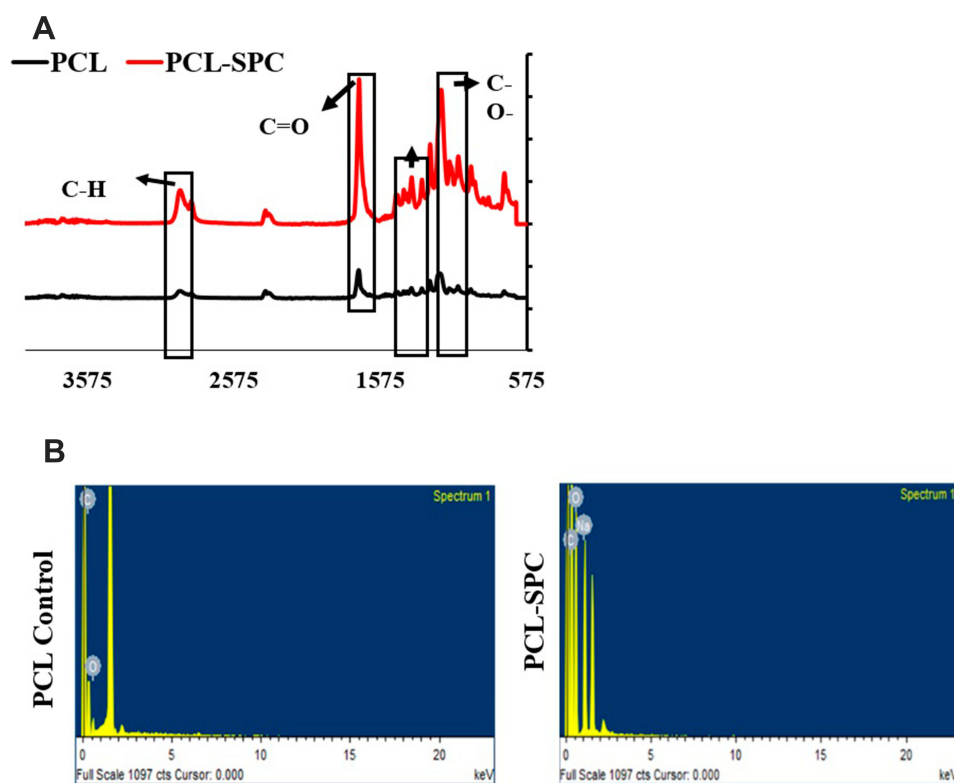 A
PCL PCL-SPC
C=O
C-
O-
C-H
3575 2575 1575 575
B
PCL Control
C
O
Spectrum 1
0 5 10 15 20
Full Scale 1097 cts Cursor: 0.000 keV
PCL-SPC
O
Na
C
Spectrum 1
0 5 10 15 20
Full Scale 1097 cts Cursor: 0.000 keV